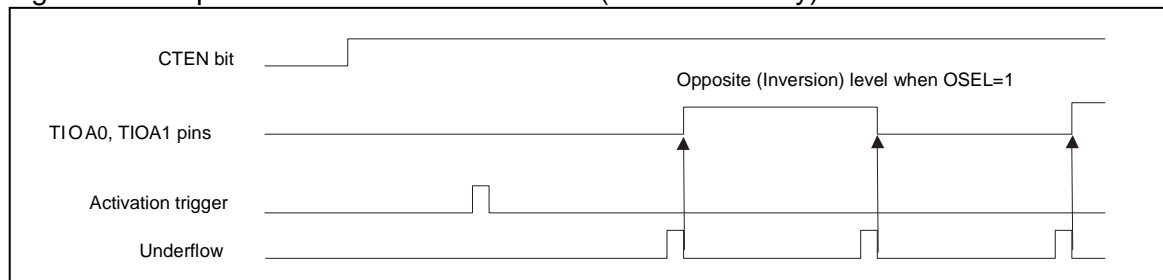 CTEN bit
Opposite (Inversion) level when OSEL=1
TIOA0, TIOA1 pins
Activation trigger
Underflow